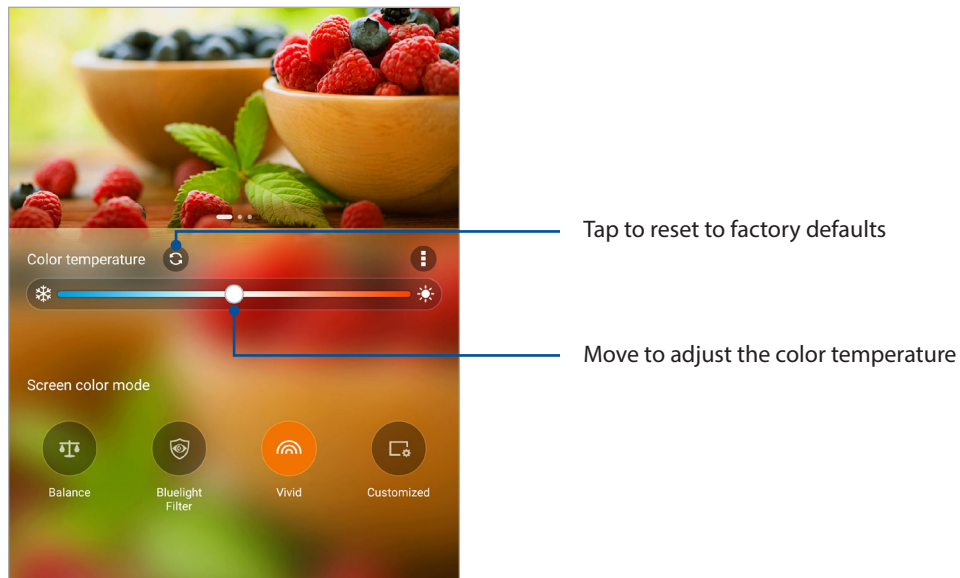 Tap to reset to factory defaults
Color temperature
Move to adjust the color temperature
Screen color mode
Balance
Bluelight
Filter
Vivid
Customized